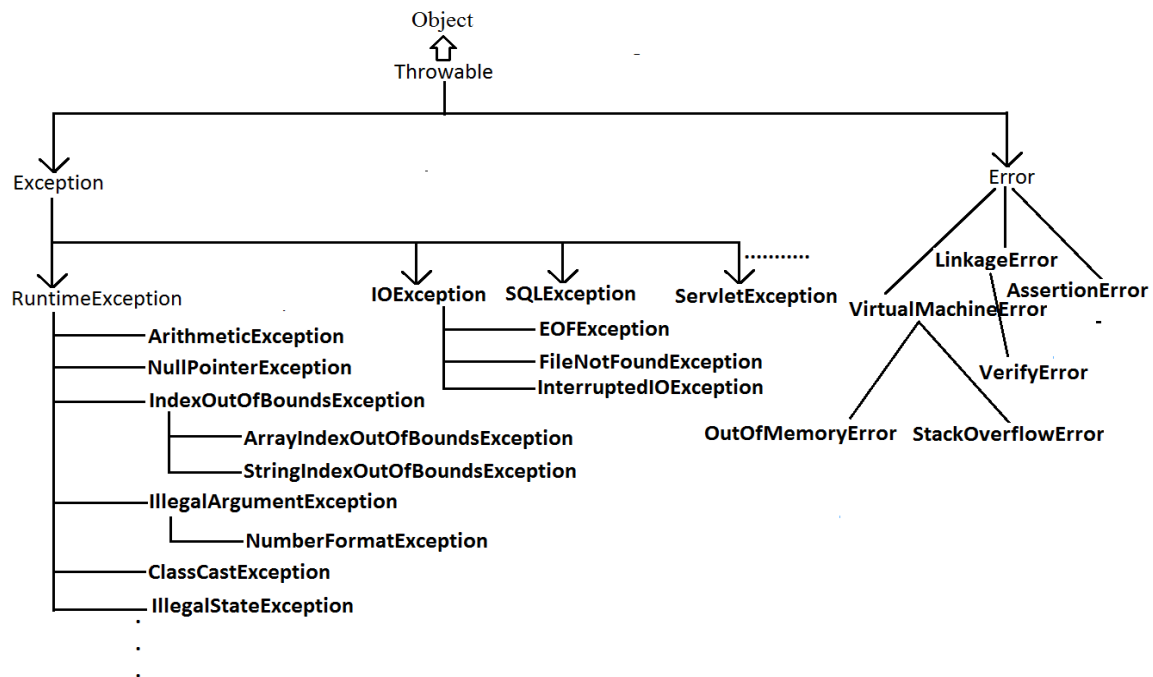 Object
Throwable
Exception
Error
RuntimeException
IOException
SQLException
ServletException
...........
LinkageError
AssertionError
VirtualMachineError
ArithmeticException
NullPointerException
IndexOutOfBoundsException
ArrayIndexOutOfBoundsException
StringIndexOutOfBoundsException
IllegalArgumentException
NumberFormatException
ClassCastException
IllegalStateException
.
.
.
EOFException
FileNotFoundException
InterruptedIOException
VerifyError
OutOfMemoryError
StackOverflowError